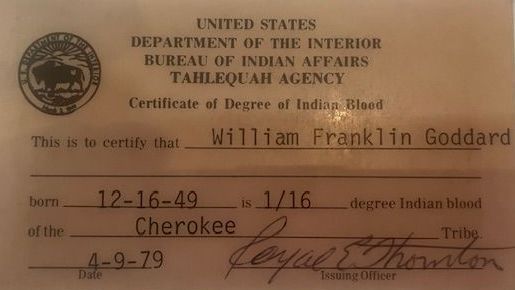 UNITED STATES
DEPARTMENT OF THE INTERIOR
BUREAU OF INDIAN AFFAIRS
TAHLEQUAH AGENCY
Certificate of Degree of Indian Blood
This is to certify that William Franklin Goddard
born 12-16-49 is 1/16 degree Indian blood
of the Cherokee Tribe.
4-9-79
Date Issuing Officer